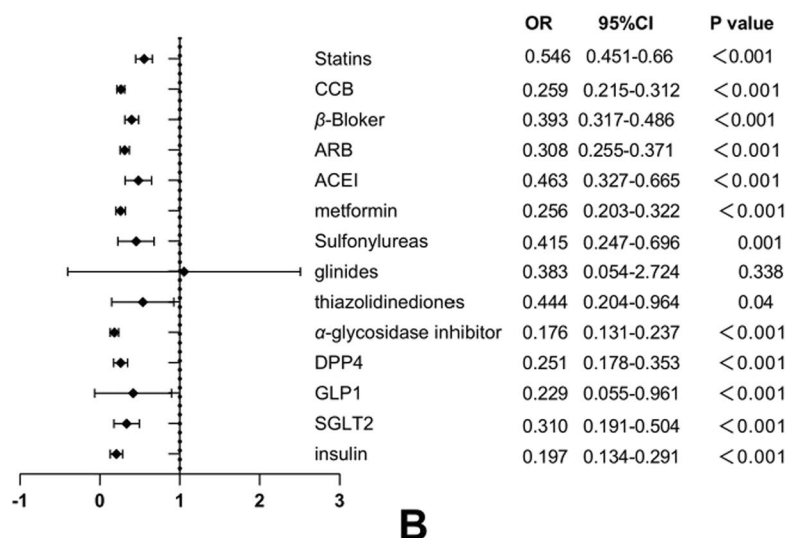 OR 95%CI P value
Statins 0.546 0.451-0.66 <0.001
CCB 0.259 0.215-0.312 <0.001
β-Bloker 0.393 0.317-0.486 <0.001
ARB 0.308 0.255-0.371 <0.001
ACEI 0.463 0.327-0.665 <0.001
metformin 0.256 0.203-0.322 <0.001
Sulfonylureas 0.415 0.247-0.696 0.001
glinides 0.383 0.054-2.724 0.338
thiazolidinediones 0.444 0.204-0.964 0.04
α-glycosidase inhibitor 0.176 0.131-0.237 <0.001
DPP4 0.251 0.178-0.353 <0.001
GLP1 0.229 0.055-0.961 <0.001
SGLT2 0.310 0.191-0.504 <0.001
insulin 0.197 0.134-0.291 <0.001
-1 0 1 2 3
B